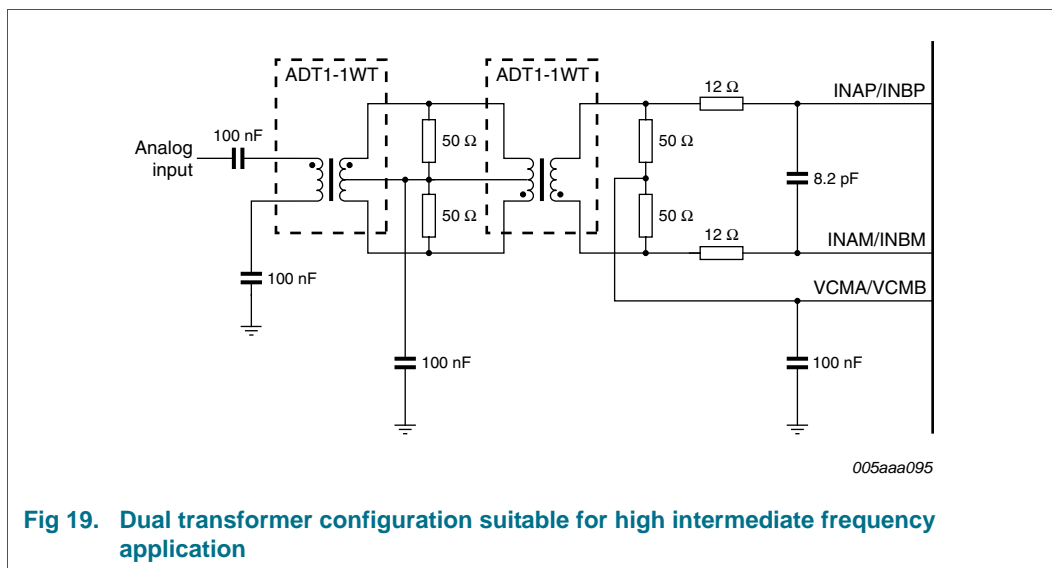 ADT1-1WT
ADT1-1WT
12 Ω
INAP/INBP
100 nF
Analog
input
50 Ω
50 Ω
8.2 pF
50 Ω
50 Ω
12 Ω
INAM/INBM
100 nF
VCMA/VCMB
100 nF
100 nF
005aaa095
Fig 19. Dual transformer configuration suitable for high intermediate frequency
application